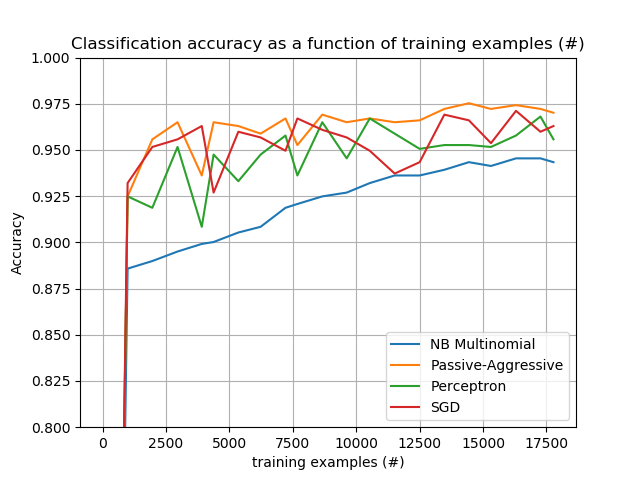 Classification accuracy as a function of training examples (#)
1.000
0.975
0.950
0.925
0.900
0.875
0.850
0.825
0.800
Accuracy
NB Multinomial
Passive-Aggressive
Perceptron
SGD
0 2500 5000 7500 10000 12500 15000 17500
training examples (#)